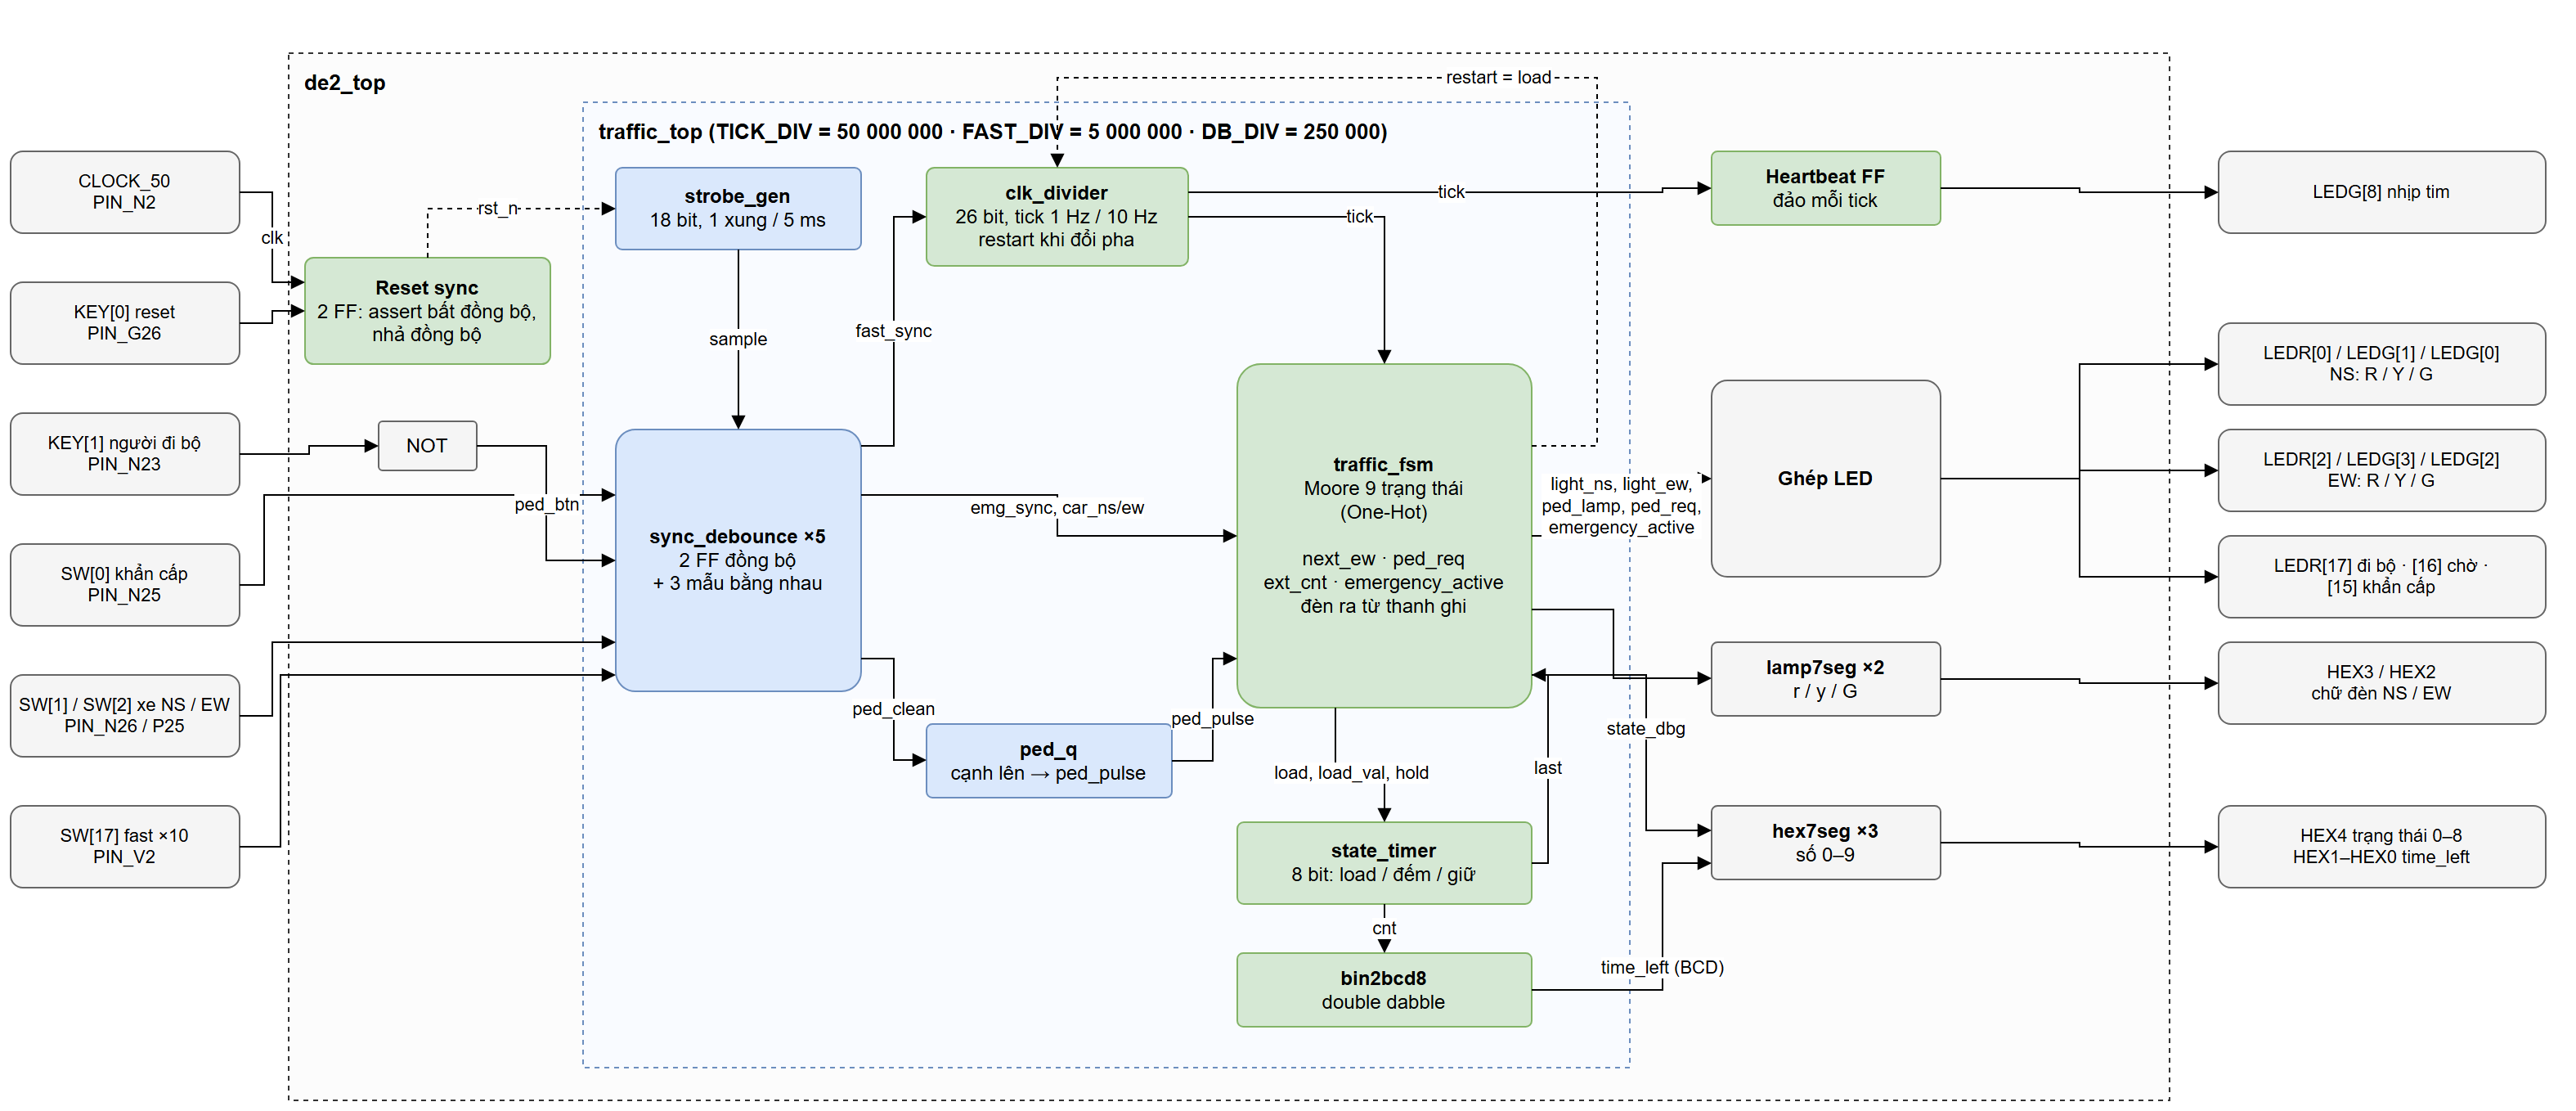 de2_top
restart = load
traffic_top (TICK_DIV = 50 000 000 · FAST_DIV = 5 000 000 · DB_DIV = 250 000)
CLOCK_50
PIN_N2
clk
KEY[0] reset
PIN_G26
KEY[1] người đi bộ
PIN_N23
SW[0] khẩn cấp
PIN_N25
SW[1] / SW[2] xe NS / EW
PIN_N26 / P25
SW[17] fast ×10
PIN_V2
Reset sync
2 FF: assert bất đồng bộ,
nhả đồng bộ
rst_n
NOT
ped_btn
strobe_gen
18 bit, 1 xung / 5 ms
sample
sync_debounce ×5
2 FF đồng bộ
+ 3 mẫu bằng nhau
fast_sync
clk_divider
26 bit, tick 1 Hz / 10 Hz
restart khi đổi pha
tick
tick
emg_sync, car_ns/ew
ped_clean
ped_q
cạnh lên → ped_pulse
ped_pulse
traffic_fsm
Moore 9 trạng thái
(One-Hot)
next_ew · ped_req
ext_cnt · emergency_active
đèn ra từ thanh ghi
load, load_val, hold
last
state_timer
8 bit: load / đếm / giữ
cnt
bin2bcd8
double dabble
light_ns, light_ew,
ped_lamp, ped_req,
emergency_active
state_dbg
time_left (BCD)
Heartbeat FF
đảo mỗi tick
Ghép LED
lamp7seg ×2
r / y / G
hex7seg ×3
số 0–9
LEDG[8] nhịp tim
LEDR[0] / LEDG[1] / LEDG[0]
NS: R / Y / G
LEDR[2] / LEDG[3] / LEDG[2]
EW: R / Y / G
LEDR[17] đi bộ · [16] chờ ·
[15] khẩn cấp
HEX3 / HEX2
chữ đèn NS / EW
HEX4 trạng thái 0–8
HEX1–HEX0 time_left